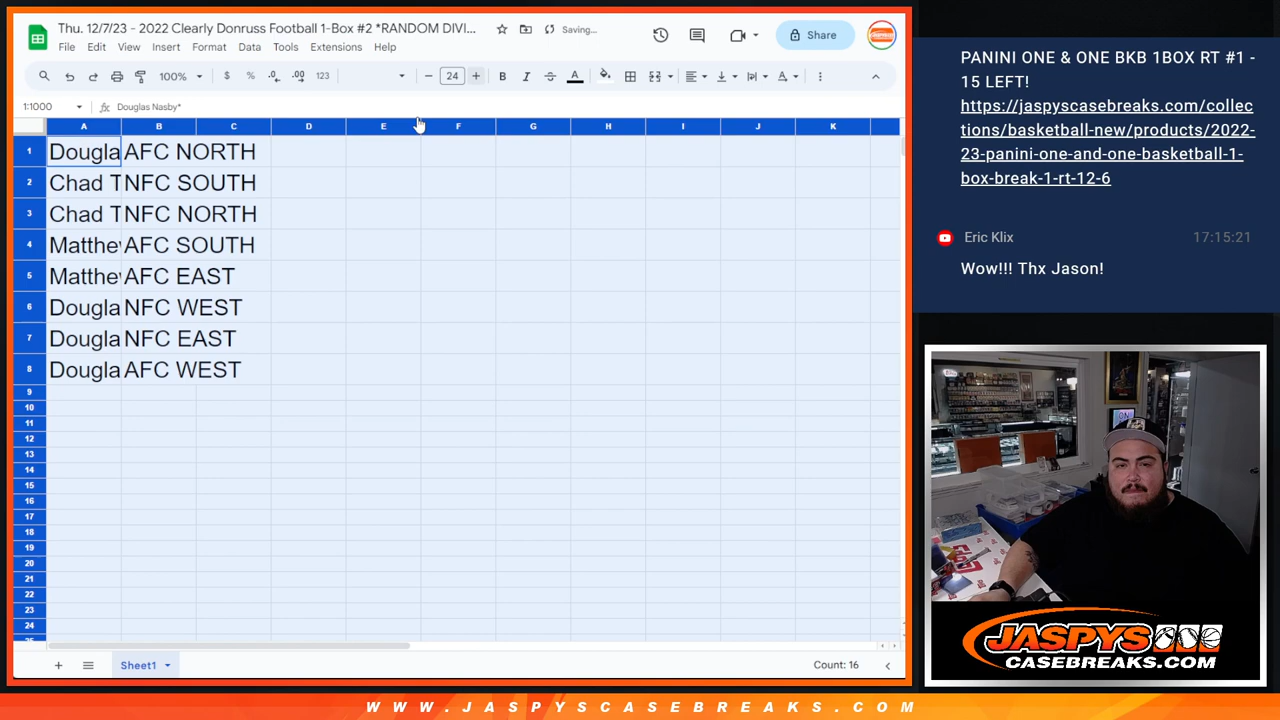 Thu. 12/7/23 - 2022 Clearly Donruss Football 1-Box #2 *RANDOM DIVI...
Saving...
Share
File Edit View Insert Format Data Tools Extensions Help
100% $ % .0 .00 123 24 B I A
1:1000 Douglas Nasby*
A B C D E F G H I J K
1 Dougla AFC NORTH
2 Chad T NFC SOUTH
3 Chad T NFC NORTH
4 Matthew AFC SOUTH
5 Matthew AFC EAST
6 Dougla NFC WEST
7 Dougla NFC EAST
8 Dougla AFC WEST
9
10
11
12
13
14
15
16
17
18
19
20
21
22
23
24
Sheet1
Count: 16
PANINI ONE & ONE BKB 1BOX RT #1 -
15 LEFT!
https://jaspyscasebreaks.com/collec
tions/basketball-new/products/2022-
23-panini-one-and-one-basketball-1-
box-break-1-rt-12-6
Eric Klix 17:15:21
Wow!!! Thx Jason!
ON
JASPYS
CASEBREAKS.COM
WWW.JASPYSCASEBREAKS.COM